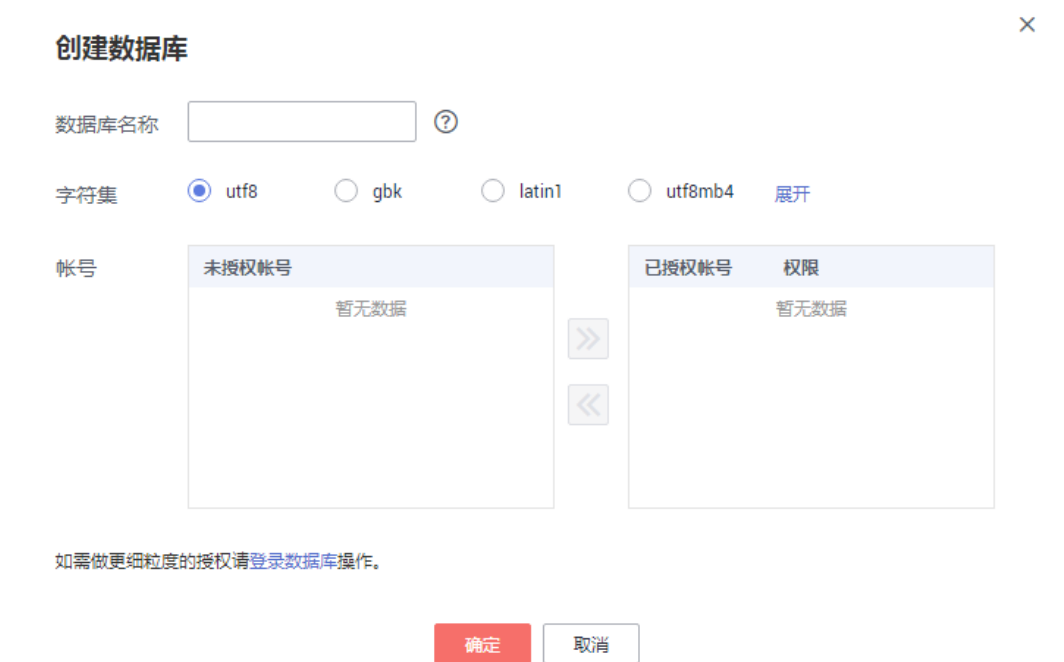 创建数据库
数据库名称
字符集 utf8 gbk latin1 utf8mb4 展开
帐号 未授权帐号 已授权帐号 权限
暂无数据 暂无数据
如需做更细粒度的授权请登录数据库操作。
确定 取消